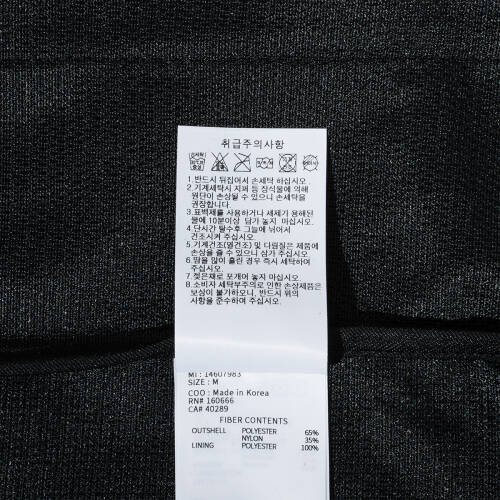 취급주의사항
1.반드시 뒤집어서 손세탁 하십시오.
2.기계세탁시 지퍼 등 장식물에 의해
원단이 손상될 수 있으니 손세탁을
권장합니다.
3.표백제를 사용하거나 세제가 용해된
물에 10분이상 담가 놓지 마십시오.
4.단시간 탈수후 그늘에 뉘어서
건조시켜 주십시오.
5.기계건조(열건조) 및 다림질은 제품에
손상을 줄 수 있으니 삼가 주십시오.
6.땀을 많이 흘린 경우 즉시 세탁하여
주십시오.
7.젖은채로 포개어 놓지 마십시오.
8.소비자 세탁부주의로 인한 손상제품은
보상이 불가하오니, 반드시 위의
사항을 준수하여 주십시오.
MT: 14607983
SIZE : M
COO : Made in Korea
RN# 160666
CA# 40289
FIBER CONTENTS
OUTSHELL POLYESTER 65%
NYLON 35%
LINING POLYESTER 100%